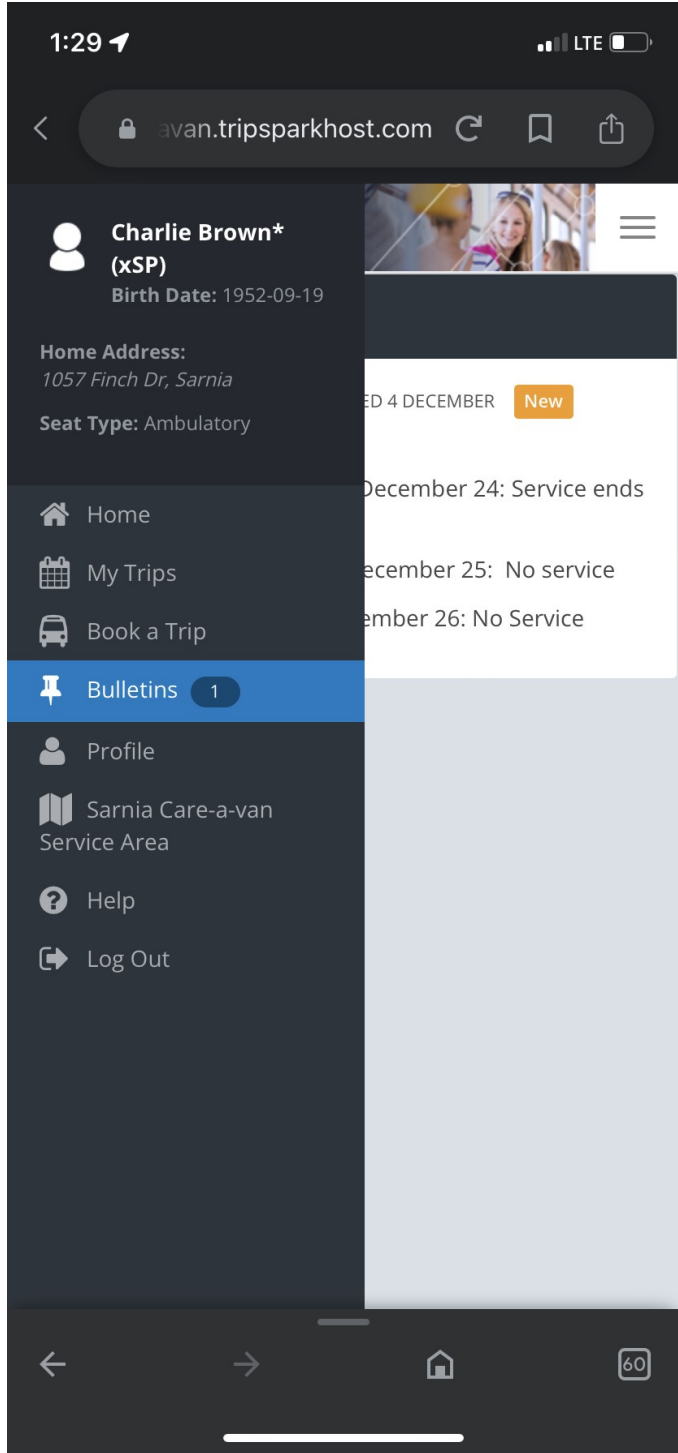 1:29
LTE
avan.tripsparkhost.com
Charlie Brown*
(xSP)
Birth Date: 1952-09-19
Home Address:
1057 Finch Dr, Sarnia
Seat Type: Ambulatory
ED 4 DECEMBER New
December 24: Service ends
ecember 25: No service
ember 26: No Service
Home
My Trips
Book a Trip
Bulletins 1
Profile
Sarnia Care-a-van
Service Area
Help
Log Out
60